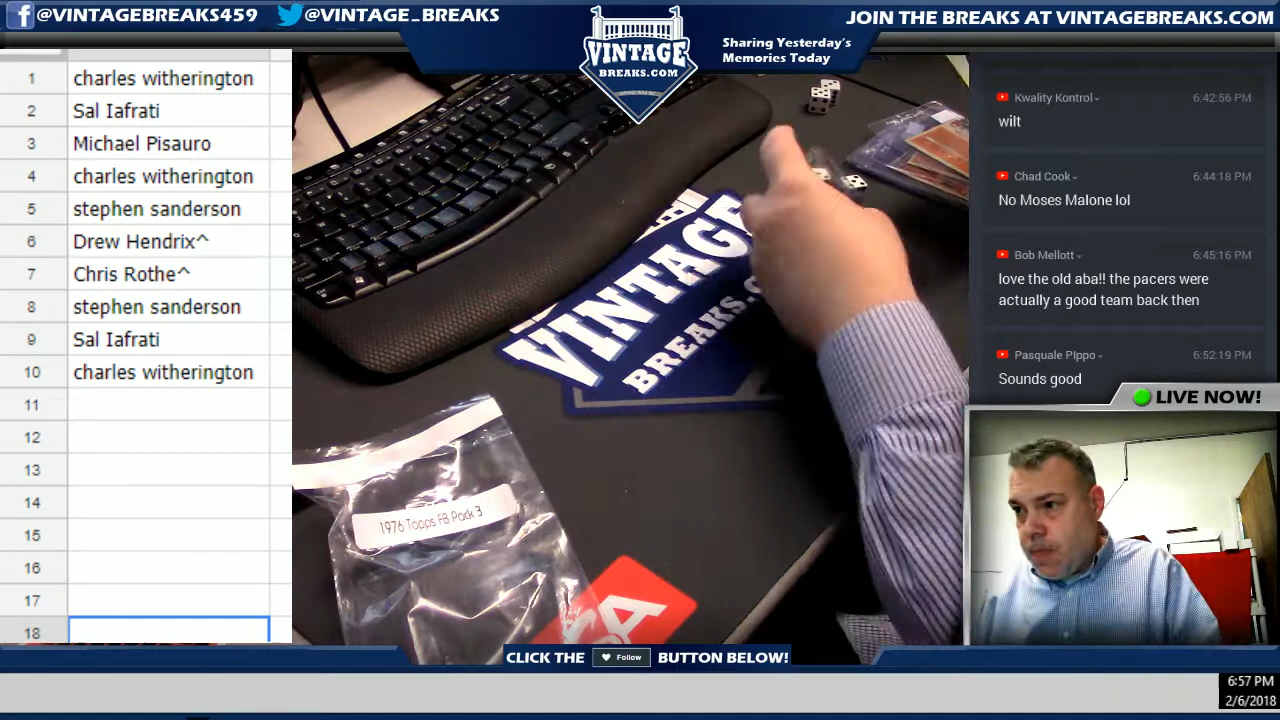 @VINTAGEBREAKS459
@VINTAGE_BREAKS
VINTAGE
BREAKS.COM
Sharing Yesterday's
Memories Today
JOIN THE BREAKS AT VINTAGEBREAKS.COM
1 charles witherington
2 Sal Iafrati
3 Michael Pisauro
4 charles witherington
5 stephen sanderson
6 Drew Hendrix^
7 Chris Rothe^
8 stephen sanderson
9 Sal Iafrati
10 charles witherington
11
12
13
14
15
16
17
18
VINTAGE
BREAKS.C
1976 Topps FB Pack 3
Kwality Kontrol 6:42:56 PM
wilt
Chad Cook 6:44:18 PM
No Moses Malone lol
Bob Mellott 6:45:16 PM
love the old aba!! the pacers were
actually a good team back then
Pasquale PIppo 6:52:19 PM
Sounds good
LIVE NOW!
CLICK THE Follow BUTTON BELOW!
6:57 PM
2/6/2018